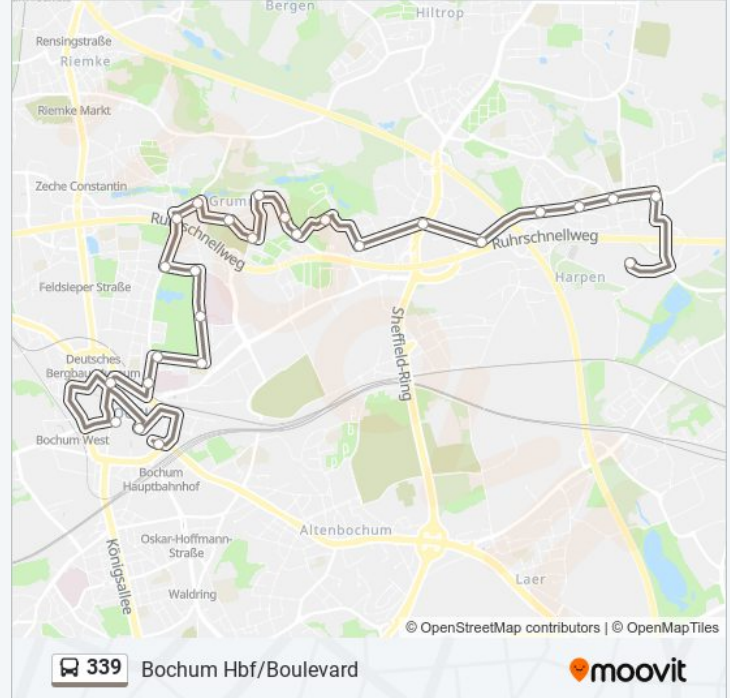 Bergen
Hiltrop
Rensingstraße
Riemke
Riemke Markt
Zeche Constantin
Grum
Ruhrschnellweg
Ruhrschnellweg
Harpen
Feldsieper Straße
Sheffield-Ring
Deutsches
Bergbau
Bochum West
Bochum
Hauptbahnhof
Altenbochum
Oskar-Hoffmann-
Straße
Königsallee
Laer
Waldring
© OpenStreetMap contributors | © OpenMapTiles
339 Bochum Hbf/Boulevard
moovit